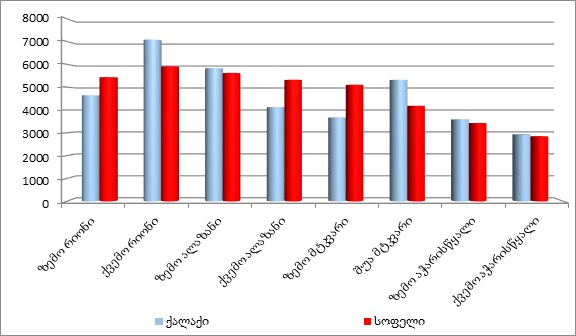 8000
7000
6000
5000
4000
3000
2000
1000
0
ზემო რიონი
ქვემო რიონი
ზემო ალაზანი
ქვემო ალაზანი
ზემო მტკვარი
შუა მტკვარი
ზემო აჭარისწყალი
ქვემო აჭარისწყალი
ქალაქი
სოფელი